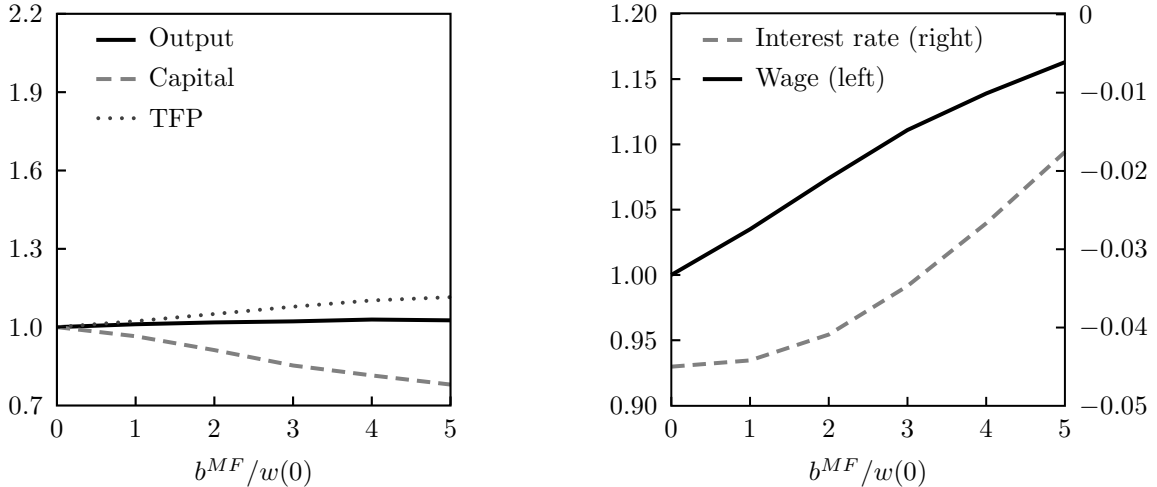 2.2
1.9
1.6
1.3
1.0
0.7
Output
Capital
TFP
0 1 2 3 4 5
b^{MF}/w(0)
1.20
1.15
1.10
1.05
1.00
0.95
0.90
Interest rate (right)
Wage (left)
0
−0.01
−0.02
−0.03
−0.04
−0.05
0 1 2 3 4 5
b^{MF}/w(0)